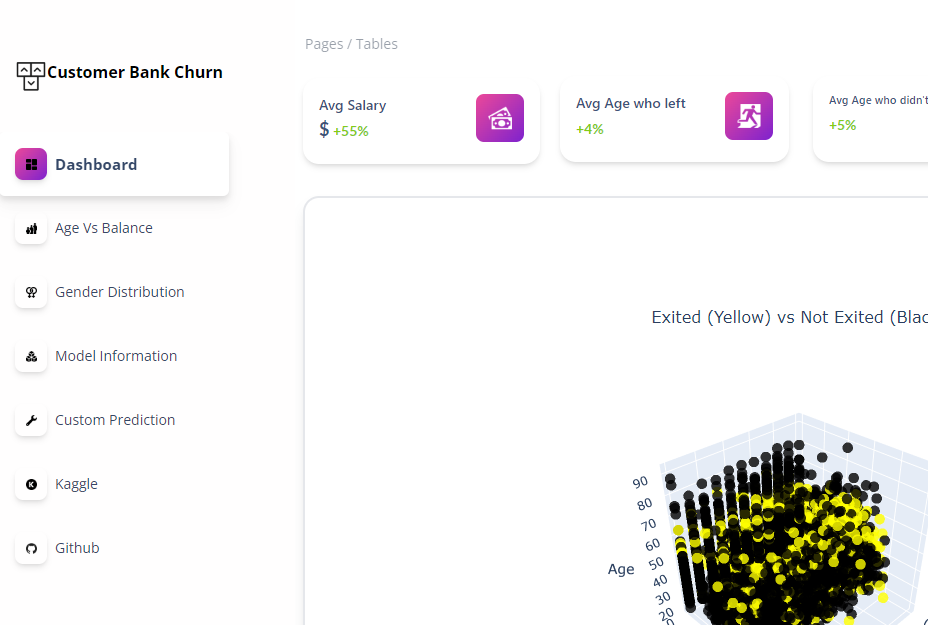 Pages / Tables
Customer Bank Churn
Avg Salary
$ +55%
Avg Age who left
+4%
Avg Age who didn't
+5%
Dashboard
Age Vs Balance
Gender Distribution
Model Information
Custom Prediction
Kaggle
Github
Exited (Yellow) vs Not Exited (Blac
90
80
70
60
50
40
30
20
Age